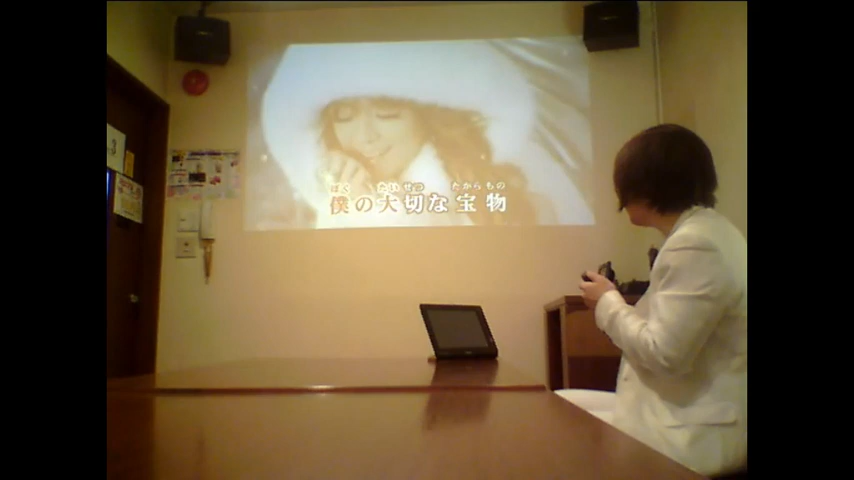 ぼく たいせつ たからもの
僕の大切な宝物